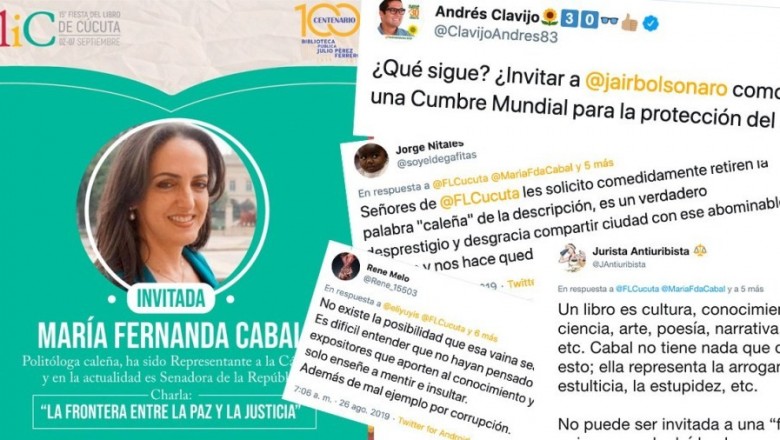 liC
15ª FIESTA DEL LIBRO
DE CÚCUTA
SEPTIEMBRE
100
CENTENARIO
BIBLIOTECA
PÚBLICA
JULIO PÉREZ
FERRERO
INVITADA
MARÍA FERNANDA CABAL
Politóloga caleña, ha sido Representante a la Cá
y en la actualidad es Senadora de la Repúbl
Charla:
“LA FRONTERA ENTRE LA PAZ Y LA JUSTICIA”
Andrés Clavijo🌻3️⃣0️⃣🕶️👍🏼
@ClavijoAndres83
¿Qué sigue? ¿Invitar a @jairbolsonaro como
una Cumbre Mundial para la protección del
Jorge Nitales
@soyeldegafitas
En respuesta a @FLCucuta @MariaFdaCabal y 5 más
Señores de @FLCucuta les solicito comedidamente retiren la
palabra "caleña" de la descripción, es un verdadero
desprestigio y desgracia compartir ciudad con ese abominable
y nos hace qued
2019 · Twitter
Rene Melo
@Rene_15503
En respuesta a @eliyuyis @FLCucuta y 6 más
No existe la posibilidad que esa vaina se
Es difícil entender que no hayan pensado
expositores que aporten al conocimiento y
solo enseñe a mentir e insultar.
Además de mal ejemplo por corrupción.
7:06 a. m. · 26 ago. 2019 · Twitter for Android
Jurista Antiuribista ⚖️
@JAntiuribista
En respuesta a @FLCucuta @MariaFdaCabal y 5 más
Un libro es cultura, conocimien
ciencia, arte, poesía, narrativa
etc. Cabal no tiene nada que c
esto; ella representa la arrogan
estulticia, la estupidez, etc.
No puede ser invitada a una “f